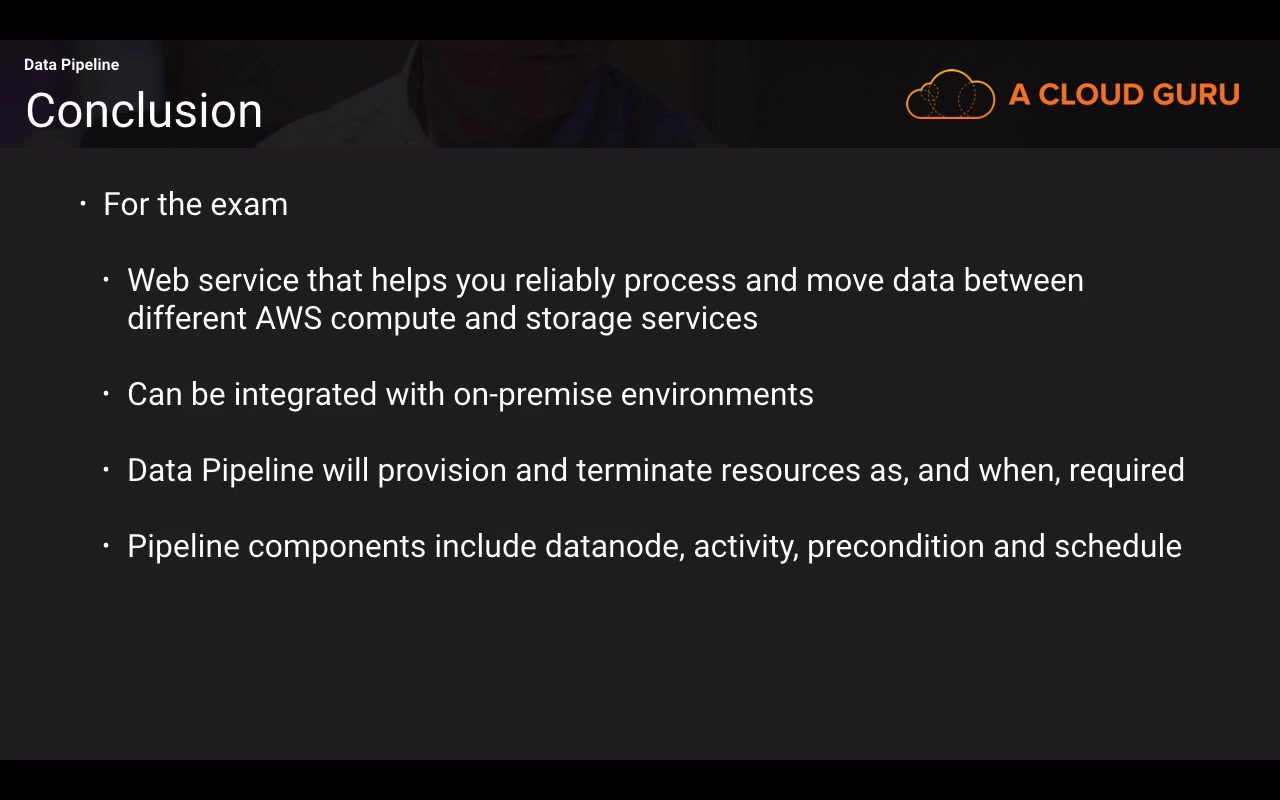 Data Pipeline
Conclusion
A CLOUD GURU
• For the exam
• Web service that helps you reliably process and move data between
different AWS compute and storage services
• Can be integrated with on-premise environments
• Data Pipeline will provision and terminate resources as, and when, required
• Pipeline components include datanode, activity, precondition and schedule